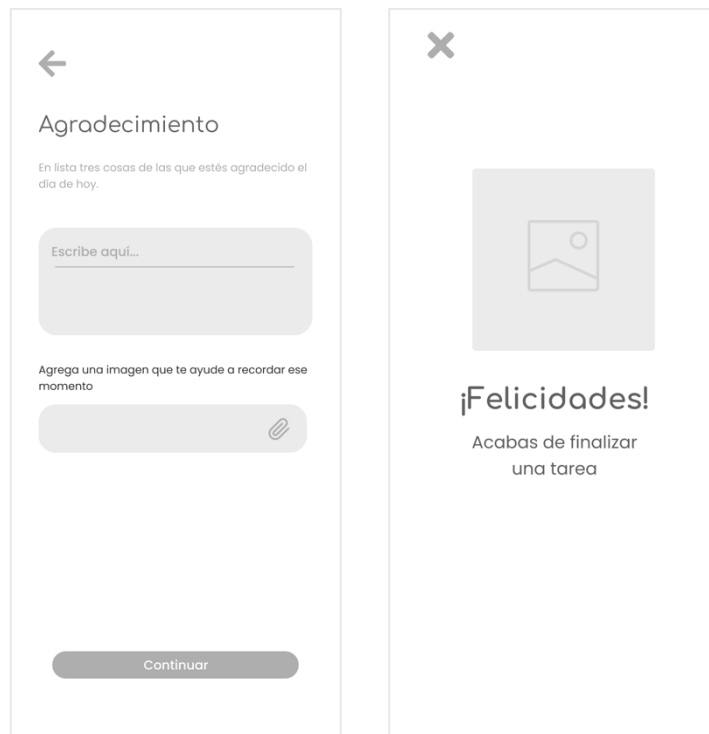 Agradecimiento
En lista tres cosas de las que estés agradecido el
día de hoy.
Escribe aquí...
Agrega una imagen que te ayude a recordar ese
momento
Continuar
¡Felicidades!
Acabas de finalizar
una tarea